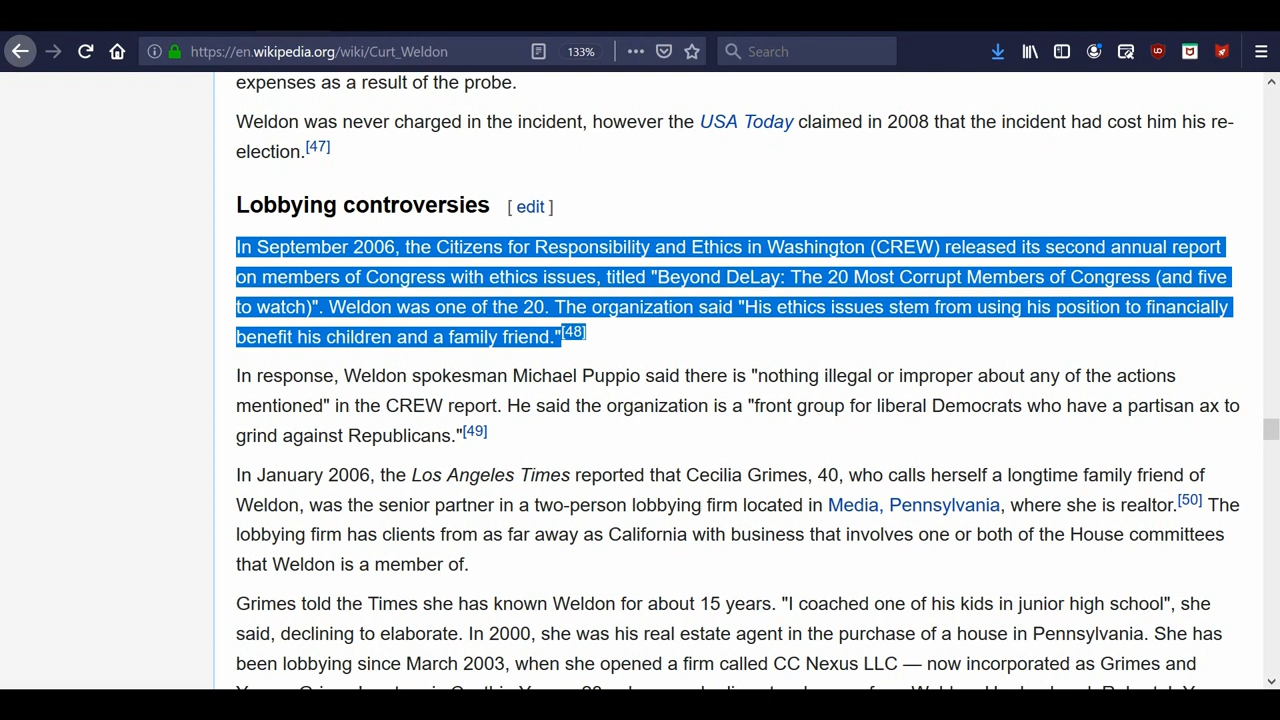 https://en.wikipedia.org/wiki/Curt_Weldon
133%
Search
expenses as a result of the probe.
Weldon was never charged in the incident, however the USA Today claimed in 2008 that the incident had cost him his re-
election.[47]
Lobbying controversies [ edit ]
In September 2006, the Citizens for Responsibility and Ethics in Washington (CREW) released its second annual report
on members of Congress with ethics issues, titled "Beyond DeLay: The 20 Most Corrupt Members of Congress (and five
to watch)". Weldon was one of the 20. The organization said "His ethics issues stem from using his position to financially
benefit his children and a family friend."[48]
In response, Weldon spokesman Michael Puppio said there is "nothing illegal or improper about any of the actions
mentioned" in the CREW report. He said the organization is a "front group for liberal Democrats who have a partisan ax to
grind against Republicans."[49]
In January 2006, the Los Angeles Times reported that Cecilia Grimes, 40, who calls herself a longtime family friend of
Weldon, was the senior partner in a two-person lobbying firm located in Media, Pennsylvania, where she is realtor.[50] The
lobbying firm has clients from as far away as California with business that involves one or both of the House committees
that Weldon is a member of.
Grimes told the Times she has known Weldon for about 15 years. "I coached one of his kids in junior high school", she
said, declining to elaborate. In 2000, she was his real estate agent in the purchase of a house in Pennsylvania. She has
been lobbying since March 2003, when she opened a firm called CC Nexus LLC — now incorporated as Grimes and